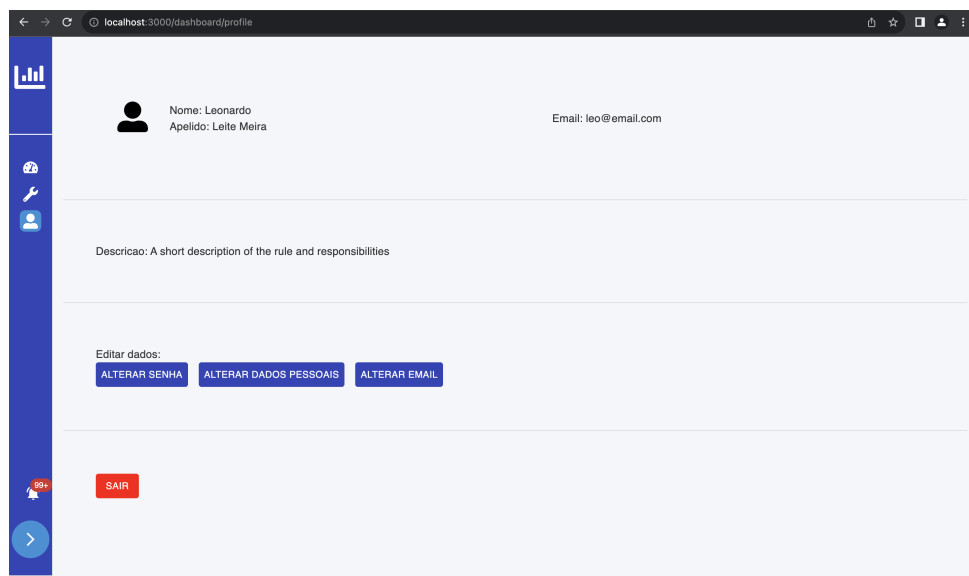 localhost:3000/dashboard/profile
Nome: Leonardo
Apelido: Leite Meira
Email: leo@email.com
Descricao: A short description of the rule and responsibilities
Editar dados:
ALTERAR SENHA ALTERAR DADOS PESSOAIS ALTERAR EMAIL
99+
SAIR